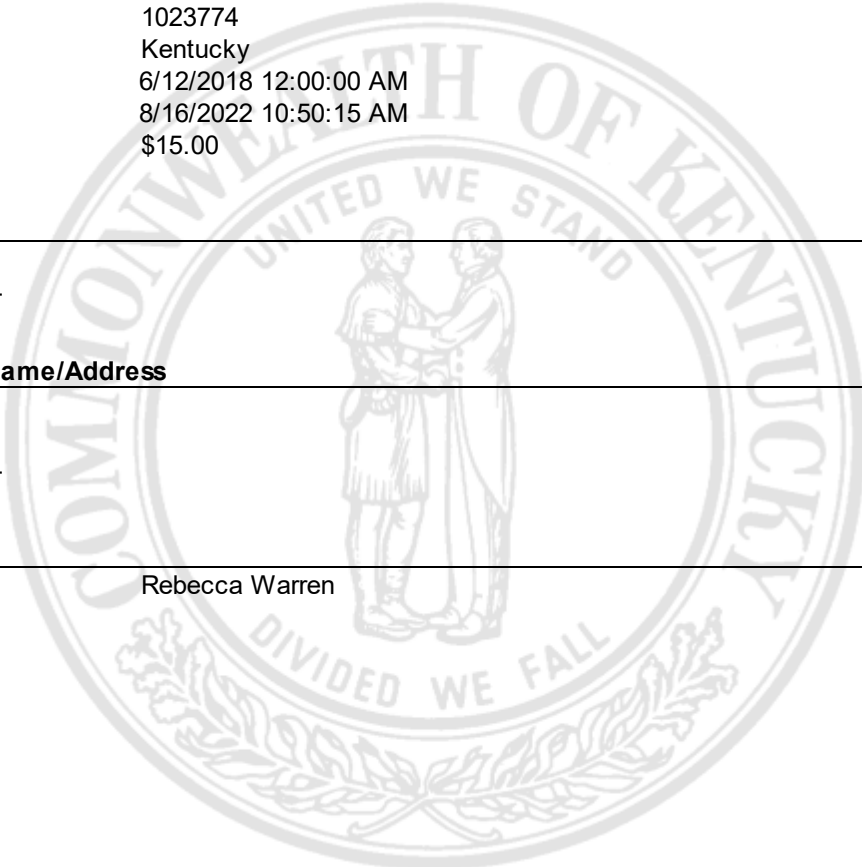 1023774
Kentucky
6/12/2018 12:00:00 AM
8/16/2022 10:50:15 AM
$15.00
COMMONWEALTH OF KENTUCKY
UNITED WE STAND
ame/Address
Rebecca Warren
DIVIDED WE FALL